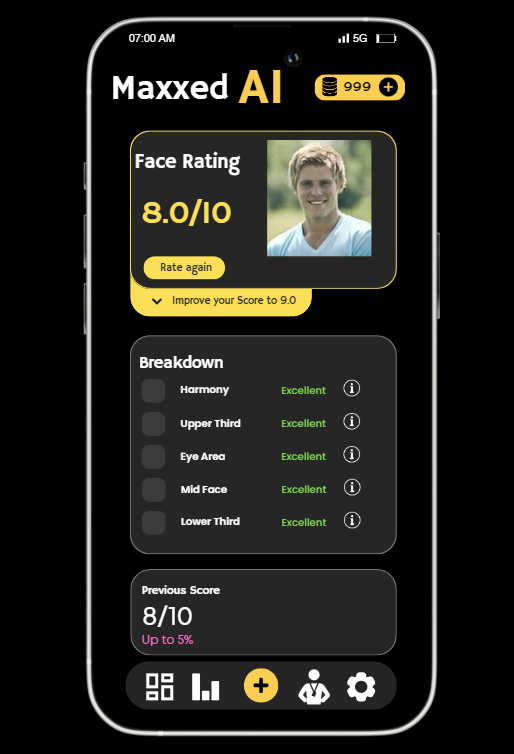 07:00 AM 5G
Maxxed AI 999
Face Rating
8.0/10
Rate again
Improve your Score to 9.0
Breakdown
Harmony Excellent i
Upper Third Excellent i
Eye Area Excellent i
Mid Face Excellent i
Lower Third Excellent i
Previous Score
8/10
Up to 5%